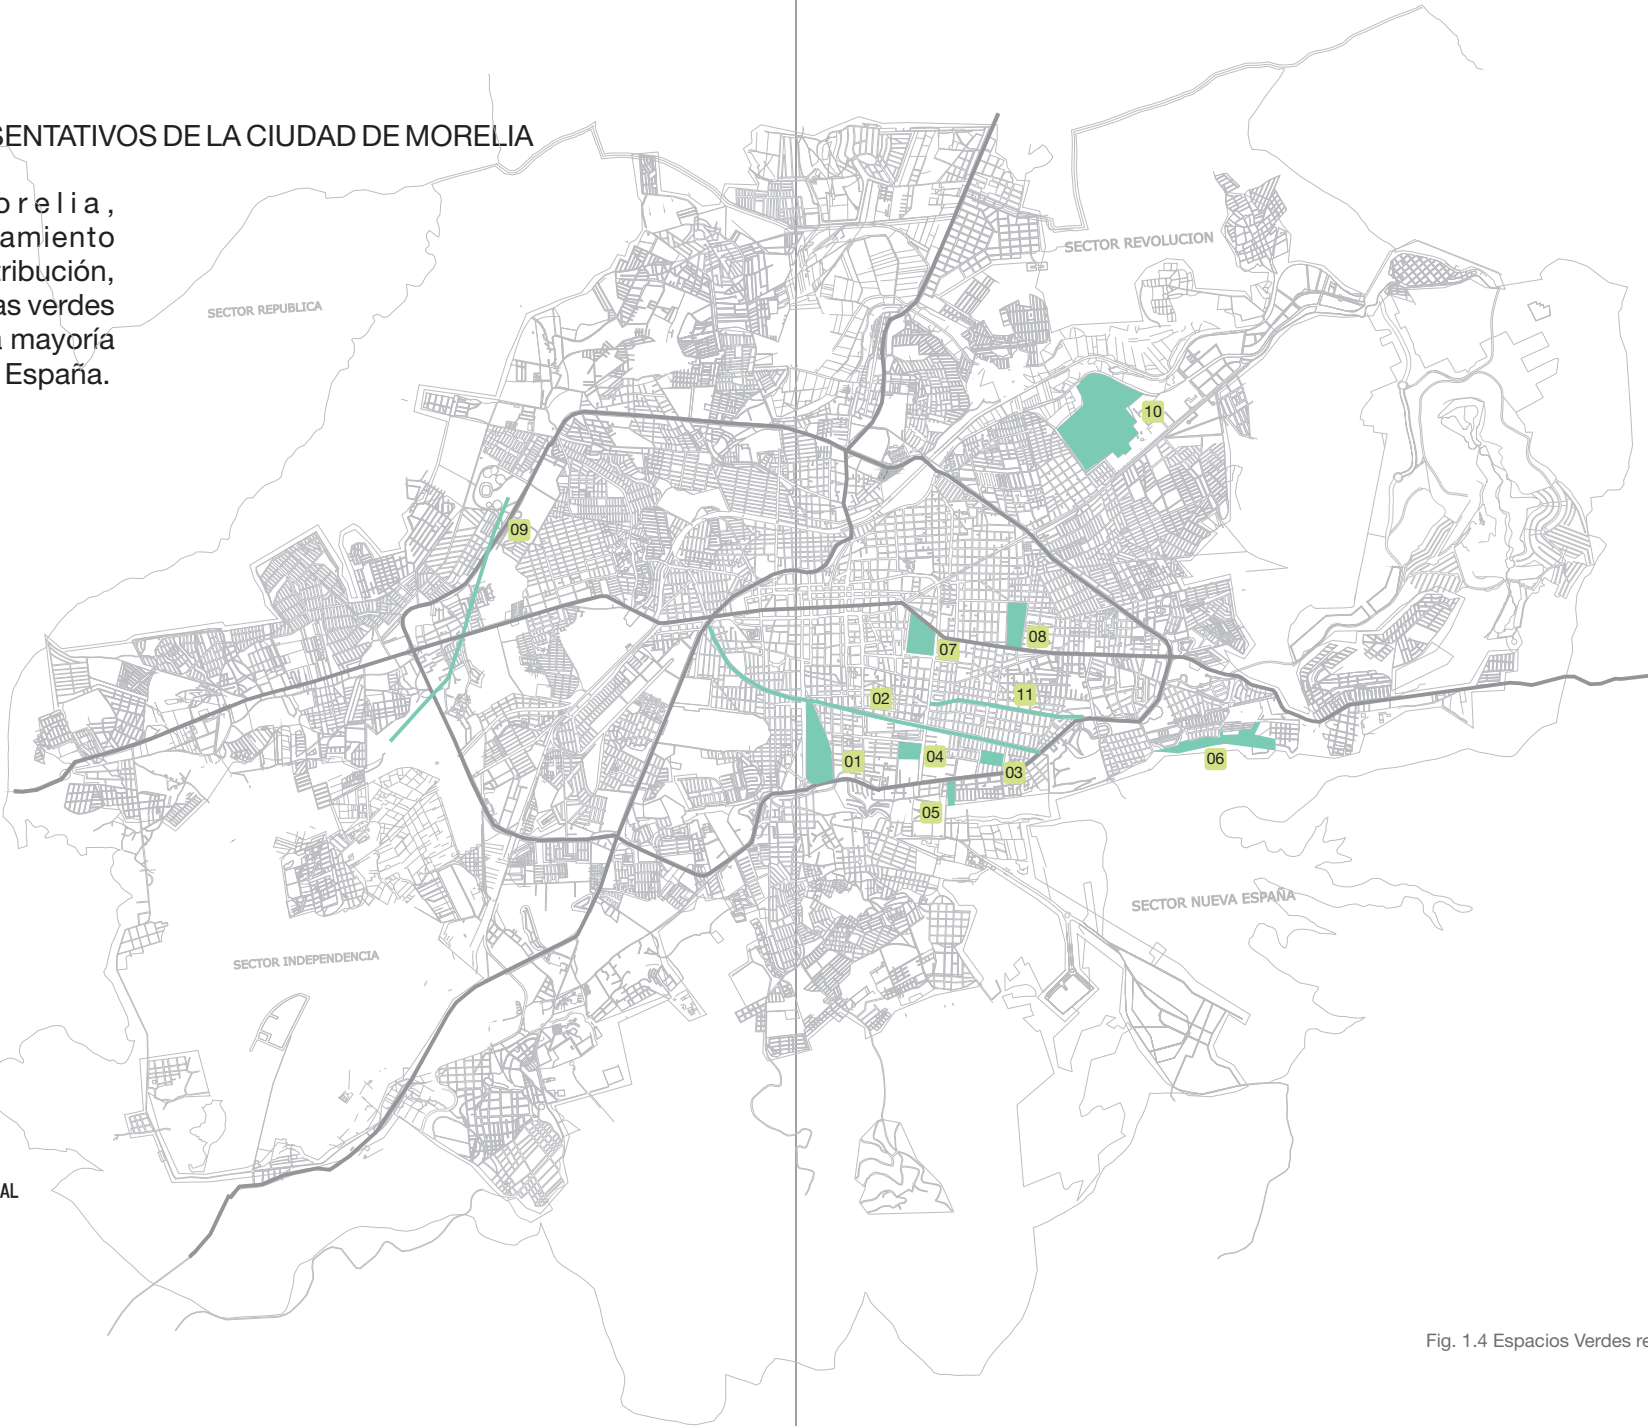 SENTATIVOS DE LA CIUDAD DE MORELIA
orelia,
amiento
tribución,
as verdes
a mayoría
España.
SECTOR REPUBLICA
SECTOR REVOLUCION
10
09
08
07
11
02
01
04
03
06
05
SECTOR NUEVA ESPAÑA
SECTOR INDEPENDENCIA
AL
Fig. 1.4 Espacios Verdes re